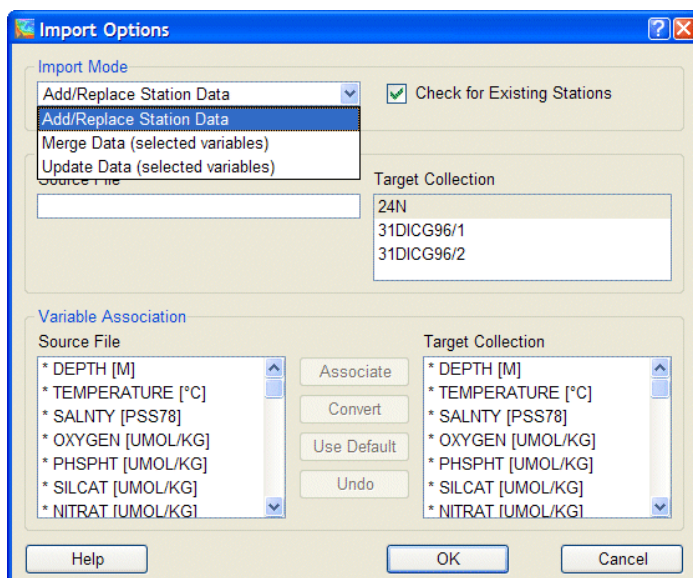 Import Options
Import Mode
Add/Replace Station Data
Check for Existing Stations
Add/Replace Station Data
Merge Data (selected variables)
Update Data (selected variables)
Source File
Target Collection
24N
31DICG96/1
31DICG96/2
Variable Association
Source File
Target Collection
* DEPTH [M]
* TEMPERATURE [°C]
* SALNTY [PSS78]
* OXYGEN [UMOL/KG]
* PHSPHT [UMOL/KG]
* SILCAT [UMOL/KG]
* NITRAT [UMOL/KG]
Associate
Convert
Use Default
Undo
* DEPTH [M]
* TEMPERATURE [°C]
* SALNTY [PSS78]
* OXYGEN [UMOL/KG]
* PHSPHT [UMOL/KG]
* SILCAT [UMOL/KG]
* NITRAT [UMOL/KG]
Help
OK
Cancel